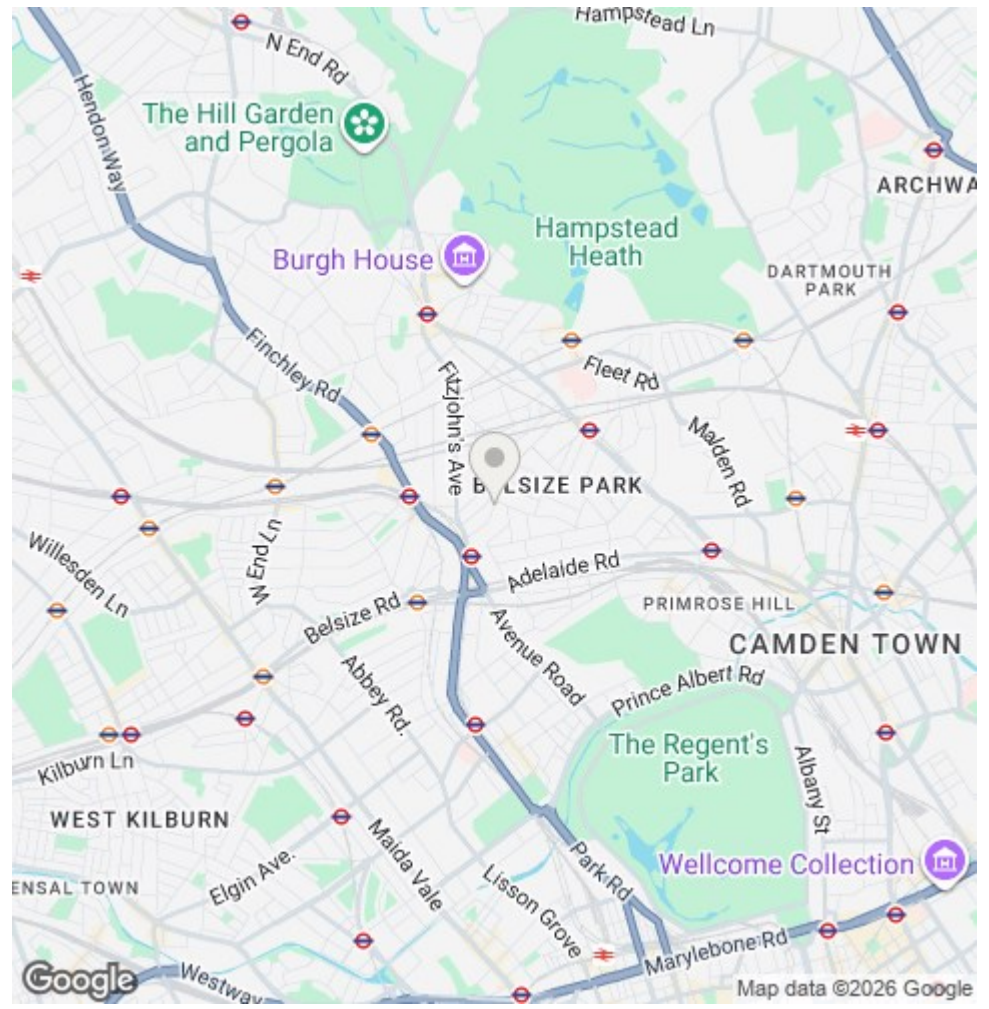 Hampstead Ln
N End Rd
The Hill Garden
and Pergola
Hendon Way
ARCHWA
Hampstead
Heath
Burgh House
DARTMOUTH
PARK
Finchley Rd
Fitzjohn's Ave
Fleet Rd
Malden Rd
BELSIZE PARK
Willesden Ln
W End Ln
Adelaide Rd
Belsize Rd
PRIMROSE HILL
Avenue Road
CAMDEN TOWN
Abbey Rd.
Prince Albert Rd
The Regent's
Park
Albany St
Kilburn Ln
WEST KILBURN
Maida Vale
Park Rd
Wellcome Collection
Elgin Ave.
ENSAL TOWN
Lisson Grove
Marylebone Rd
Westway
Google
Map data ©2026 Google